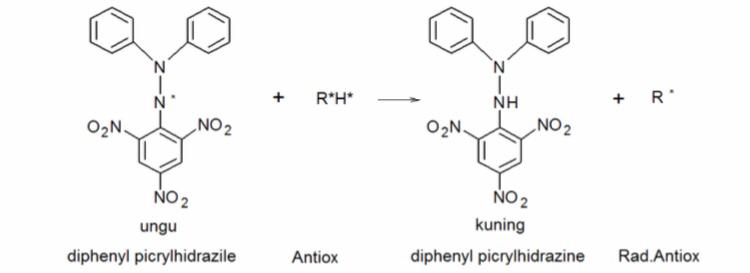 N N
N * + R*H* NH + R *
O₂N NO₂ O₂N NO₂
NO₂ NO₂
ungu kuning
diphenyl picrylhidrazile Antiox diphenyl picrylhidrazine Rad.Antiox